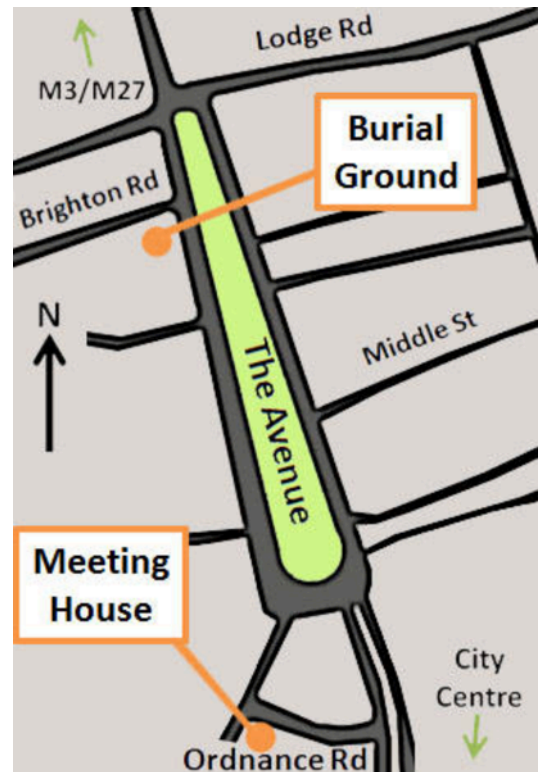 Lodge Rd
M3/M27
Burial
Ground
Brighton Rd
N
Middle St
The Avenue
Meeting
House
City
Centre
Ordnance Rd